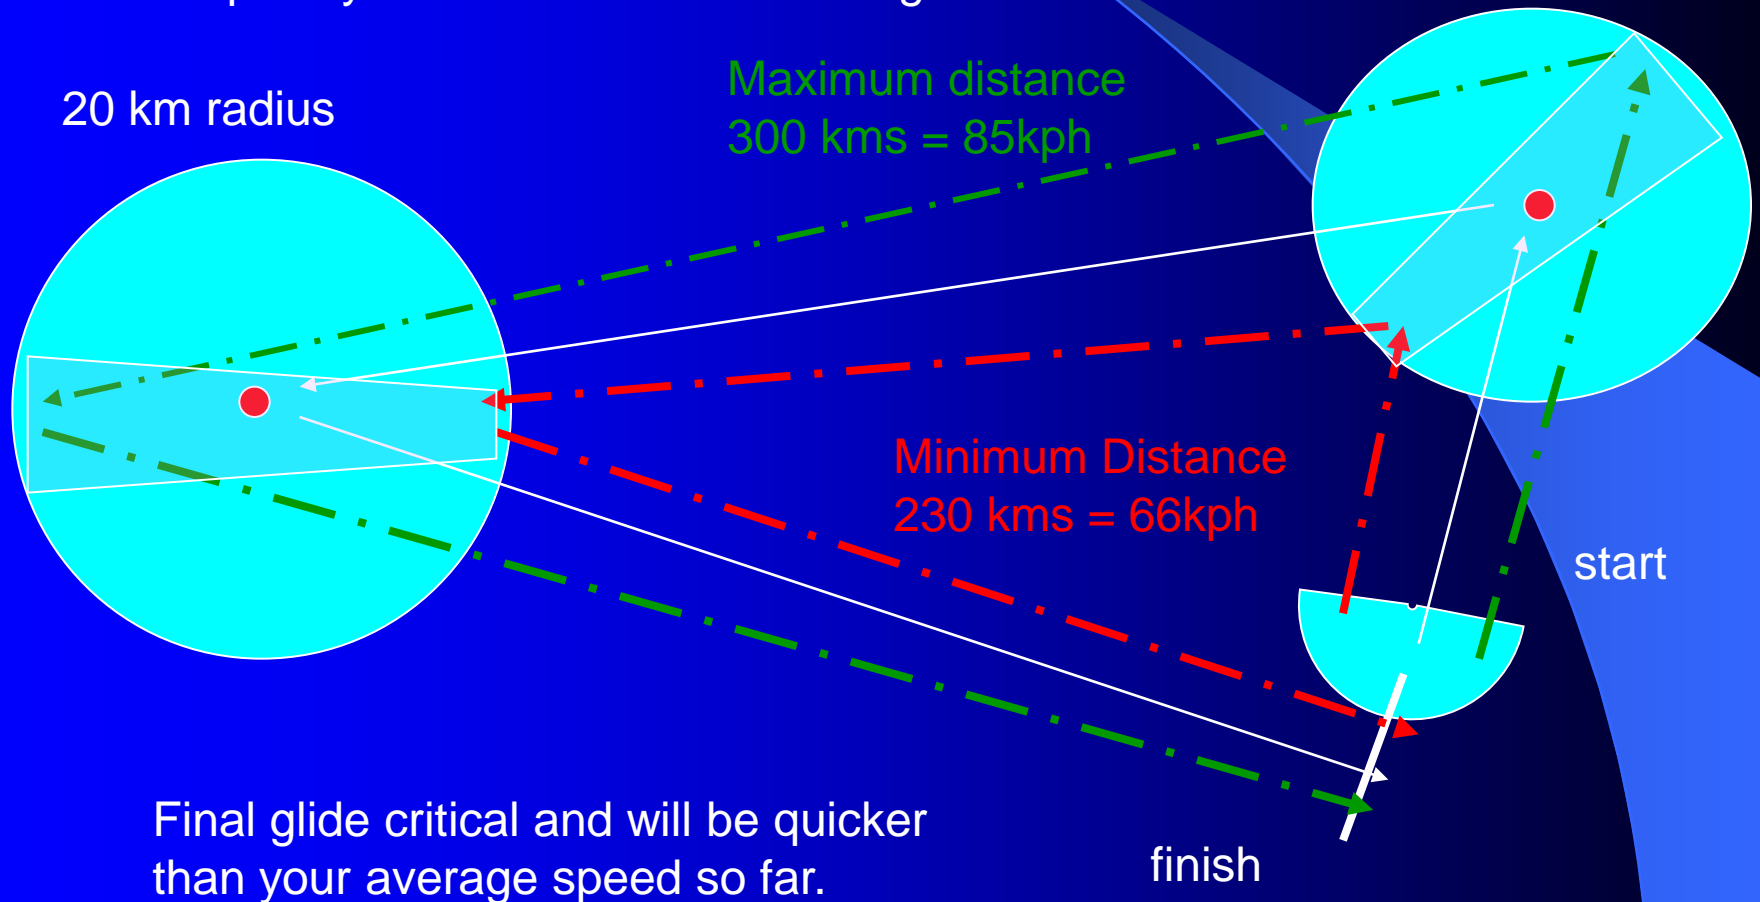 20 km radius
Maximum distance
300 kms = 85kph
Minimum Distance
230 kms = 66kph
start
Final glide critical and will be quicker
than your average speed so far.
finish